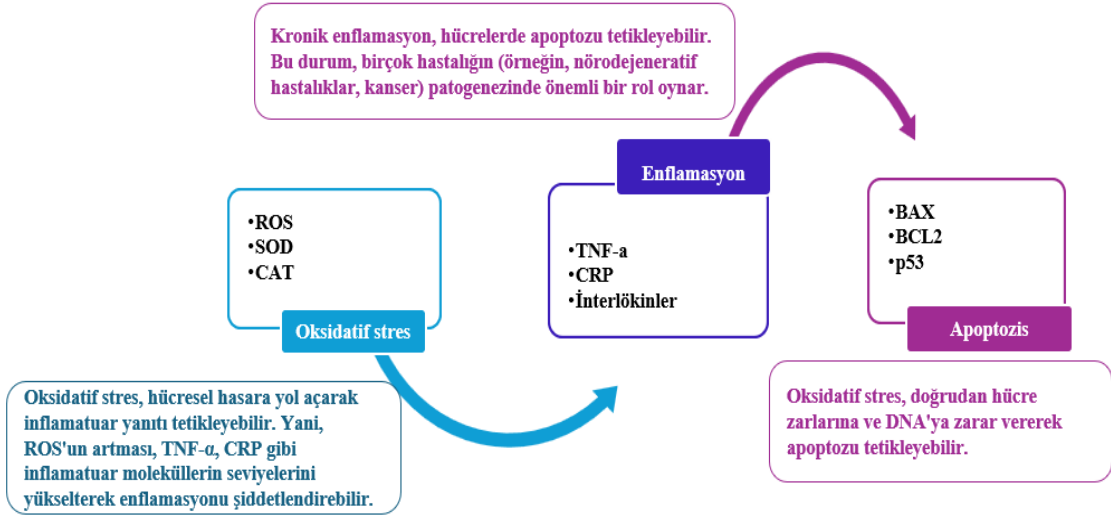 Kronik enflamasyon, hücrelerde apoptozu tetikleyebilir.
Bu durum, birçok hastalığın (örneğin, nörodejeneratif
hastalıklar, kanser) patogenezinde önemli bir rol oynar.
•ROS
•SOD
•CAT
Oksidatif stres
Enflamasyon
•TNF-a
•CRP
•İnterlökinler
•BAX
•BCL2
•p53
Apoptozis
Oksidatif stres, hücresel hasara yol açarak
inflamatuar yanıtı tetikleyebilir. Yani,
ROS'un artması, TNF-α, CRP gibi
inflamatuar moleküllerin seviyelerini
yükselterek enflamasyonu şiddetlendirebilir.
Oksidatif stres, doğrudan hücre
zarlarına ve DNA'ya zarar vererek
apoptozu tetikleyebilir.